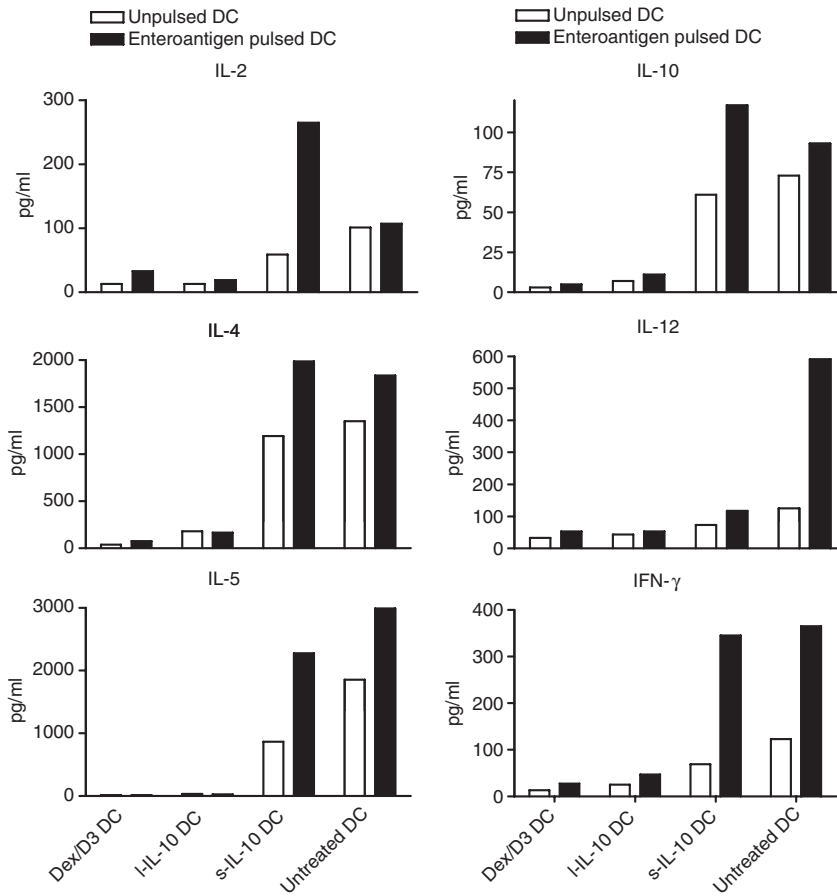 Unpulsed DC
Enteroantigen pulsed DC
IL-2
pg/ml
300
200
100
0
IL-4
pg/ml
2000
1500
1000
500
0
IL-5
pg/ml
3000
2000
1000
0
Dex/D3 DC
l-IL-10 DC
s-IL-10 DC
Untreated DC
Unpulsed DC
Enteroantigen pulsed DC
IL-10
pg/ml
100
75
50
25
0
IL-12
pg/ml
600
500
400
300
200
100
0
IFN-γ
pg/ml
400
300
200
100
0
Dex/D3 DC
l-IL-10 DC
s-IL-10 DC
Untreated DC